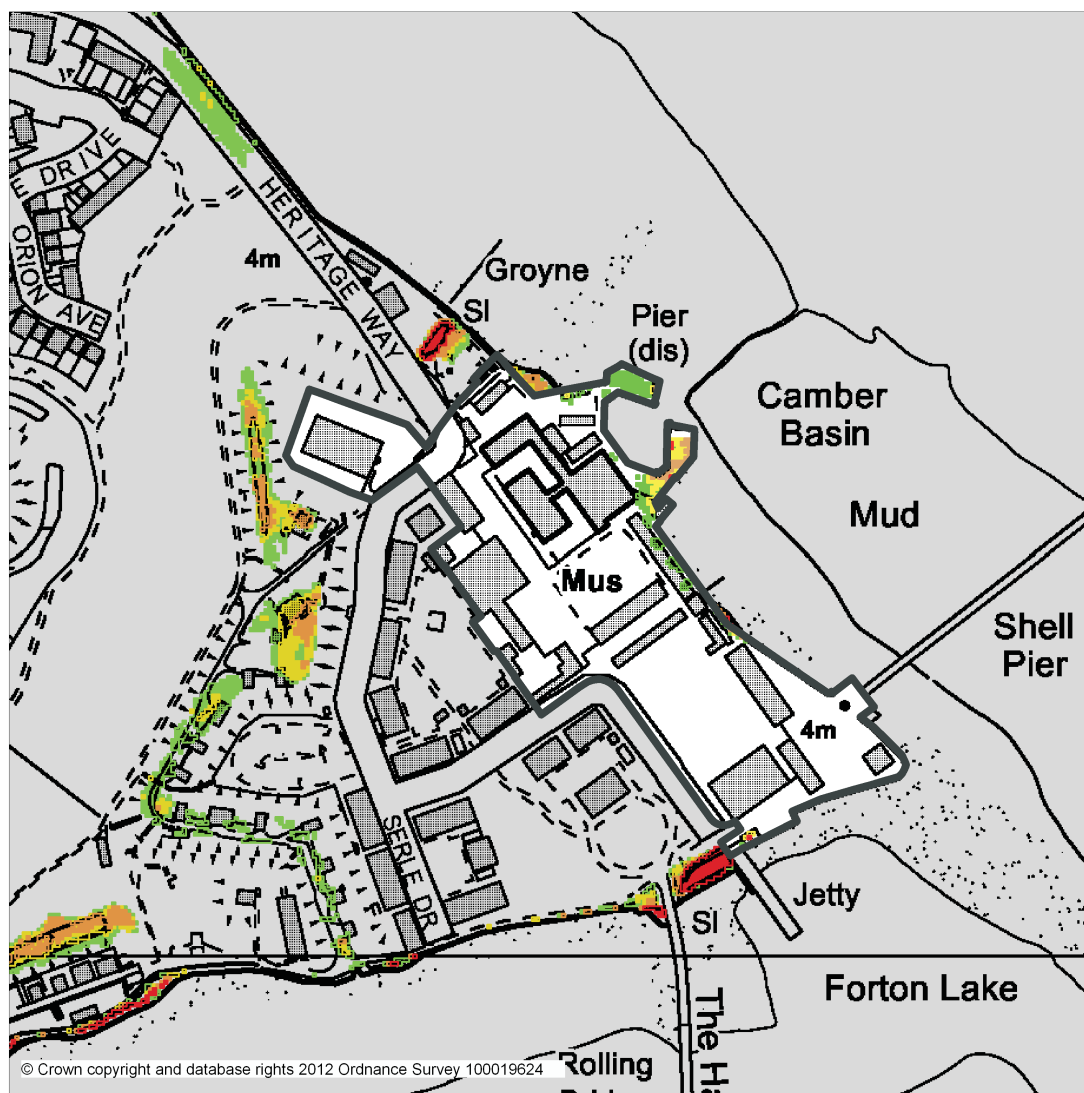 E DRIVE
ORION AVE
HERITAGE WAY
4m
Groyne
Sl
Pier
(dis)
Camber
Basin
Mud
Mus
Shell
Pier
4m
SERLE DR
Jetty
Sl
Forton Lake
The Ha
Rolling
© Crown copyright and database rights 2012 Ordnance Survey 100019624